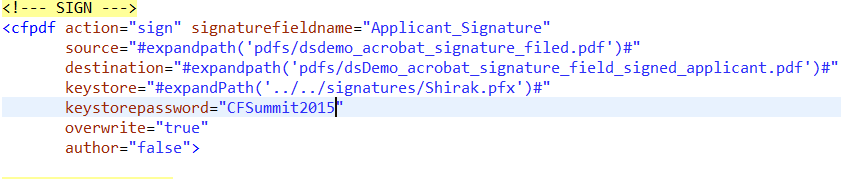 <!--- SIGN --->
<cfpdf action="sign" signaturefieldname="Applicant_Signature"
source="#expandpath('pdfs/dsdemo_acrobat_signature_filed.pdf')#"
destination="#expandpath('pdfs/dsDemo_acrobat_signature_field_signed_applicant.pdf')#"
keystore="#expandPath('../../signatures/Shirak.pfx')#"
keystorepassword="CFSummit2015"
overwrite="true"
author="false">